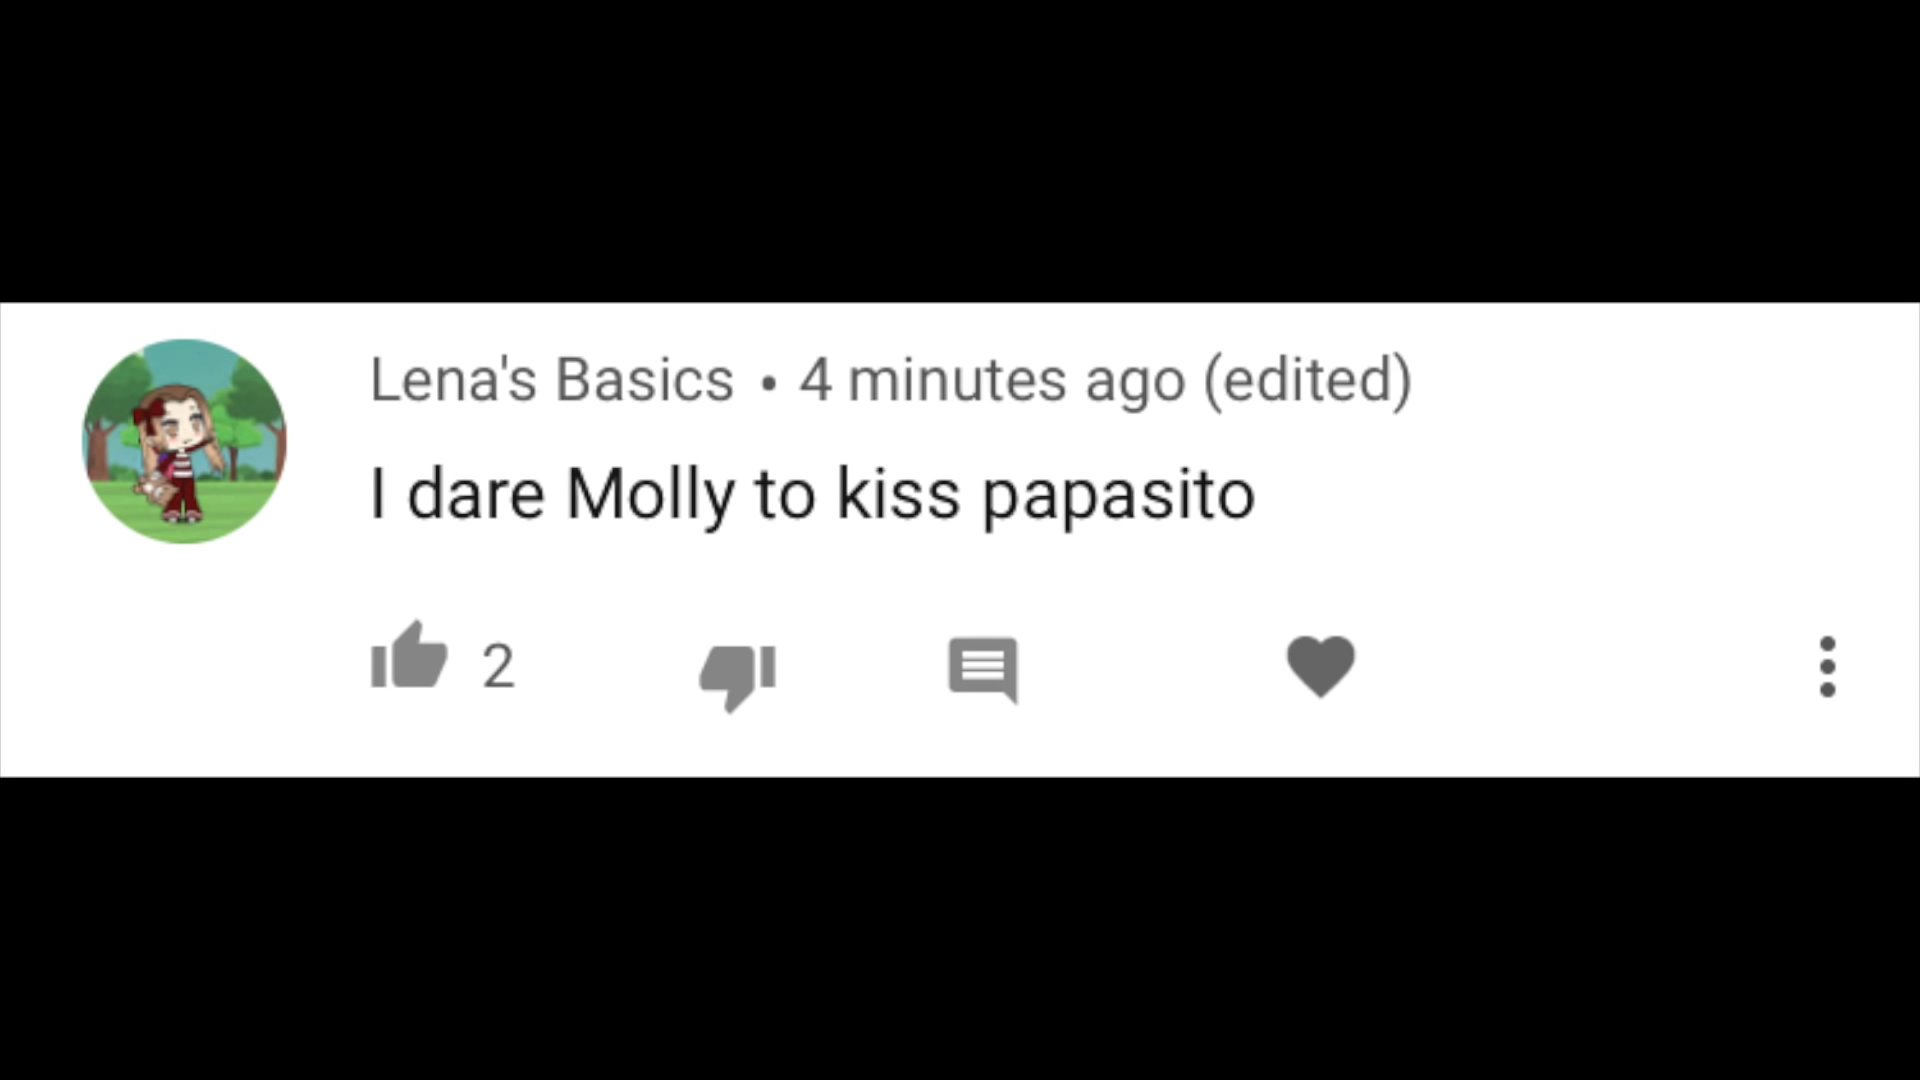 Lena's Basics • 4 minutes ago (edited)
I dare Molly to kiss papasito
2